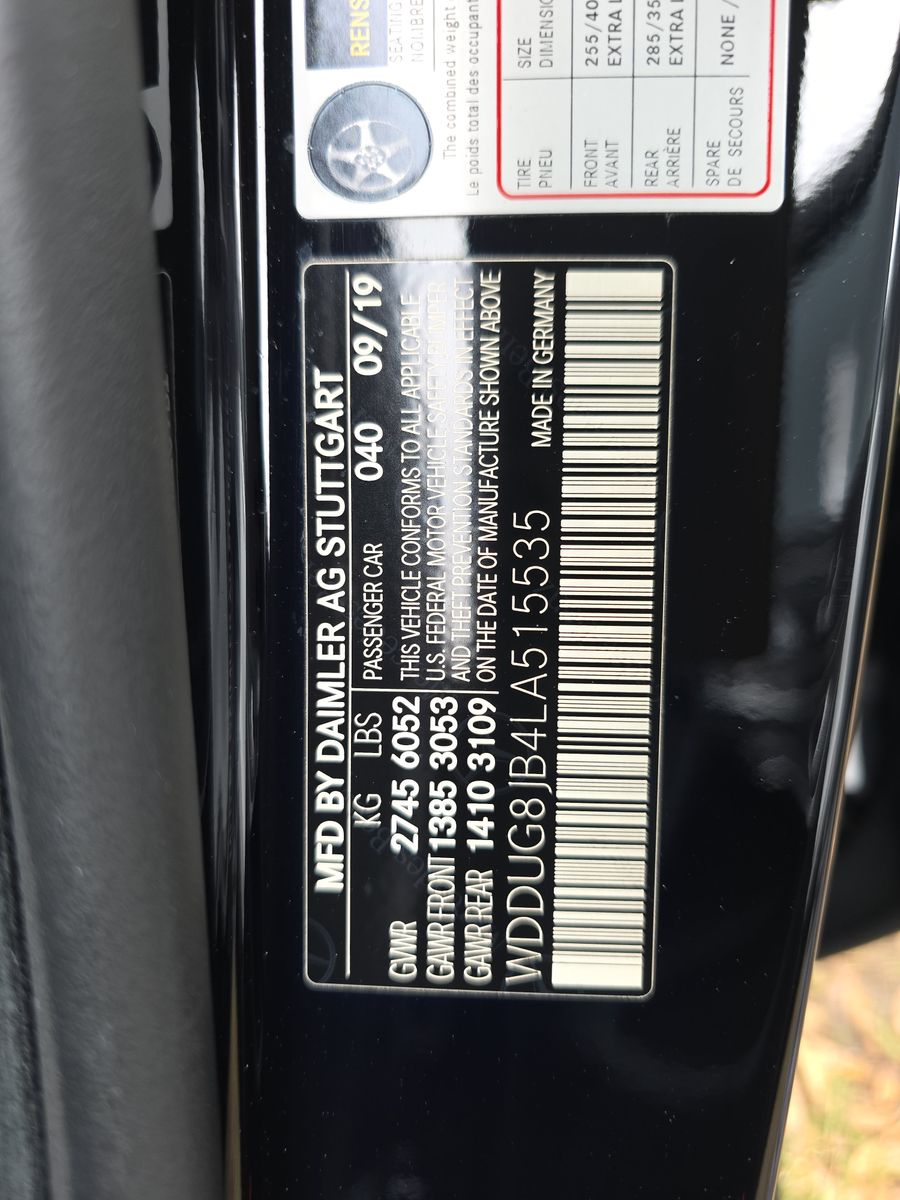 MFD BY DAIMLER AG STUTTGART
KG LBS PASSENGER CAR 040 09/19
GVWR 2745 6052
GAWR FRONT 1385 3053
GAWR REAR 1410 3109
THIS VEHICLE CONFORMS TO ALL APPLICABLE
U.S. FEDERAL MOTOR VEHICLE SAFETY, BUMPER
AND THEFT PREVENTION STANDARDS IN EFFECT
ON THE DATE OF MANUFACTURE SHOWN ABOVE
WDDUG8JB4LA515535 MADE IN GERMANY
RENS
SEATING
NOMBRE
The combined weight
Le poids total des occupant
TIRE SIZE
PNEU DIMENSIO
FRONT 255/40
AVANT EXTRA L
REAR 285/35
ARRIÈRE EXTRA L
SPARE NONE /
DE SECOURS